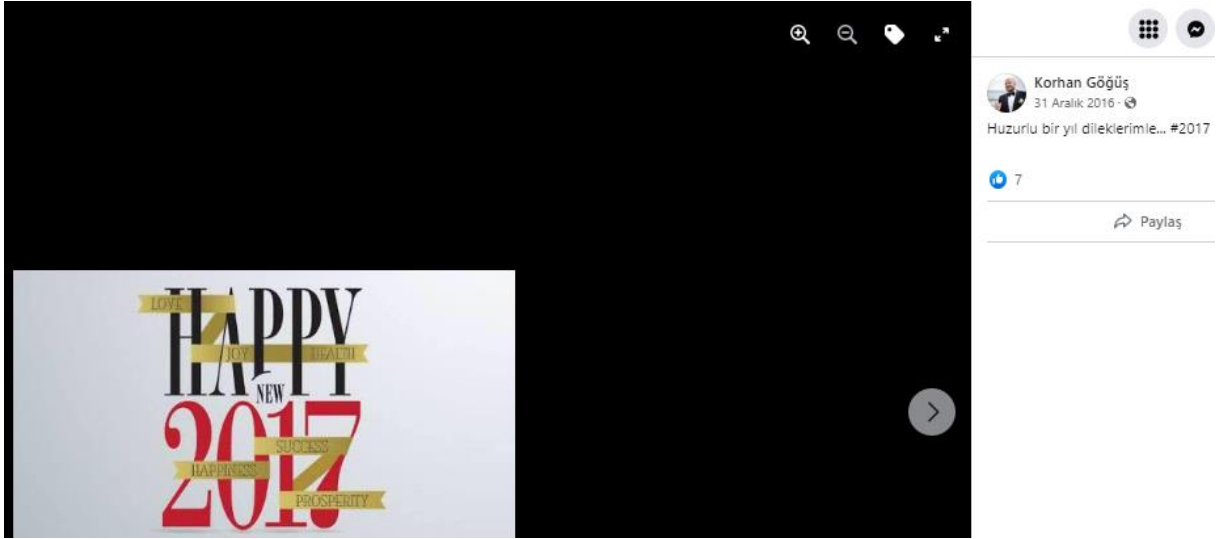 Korhan Göğüş
31 Aralık 2016 ·
Huzurlu bir yıl dileklerimle... #2017
7
Paylaş
LOVE
HAPPY
JOY HEALTH
NEW
2017
SUCCESS
HAPPINESS
PROSPERITY